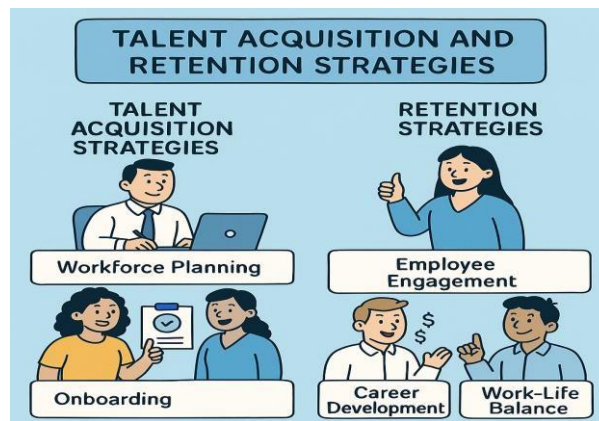 TALENT ACQUISITION AND
RETENTION STRATEGIES
TALENT
ACQUISITION
STRATEGIES
Workforce Planning
Onboarding
RETENTION
STRATEGIES
Employee
Engagement
$
$
Career
Development
Work-Life
Balance